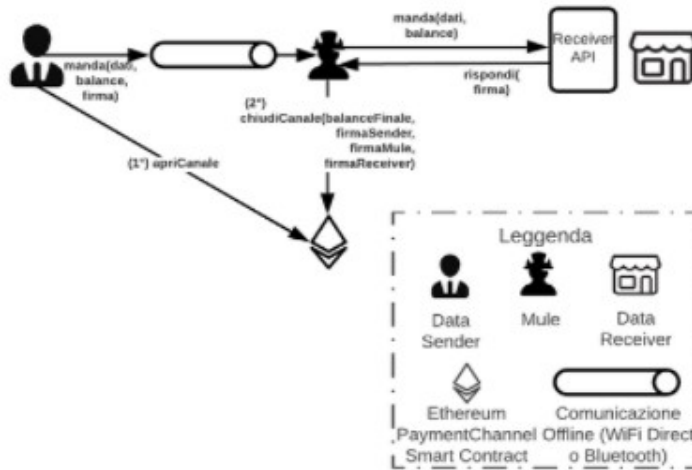 manda(dati,
balance,
firma)
manda(dati,
balance)
Receiver
API
rispondi(
firma)
(2°)
chiudiCanale(balanceFinale,
firmaSender,
firmaMule,
firmaReceiver)
(1°) apriCanale
Leggenda
Data
Sender
Mule
Data
Receiver
Ethereum
PaymentChannel
Smart Contract
Comunicazione
Offline (WiFi Direct
o Bluetooth)